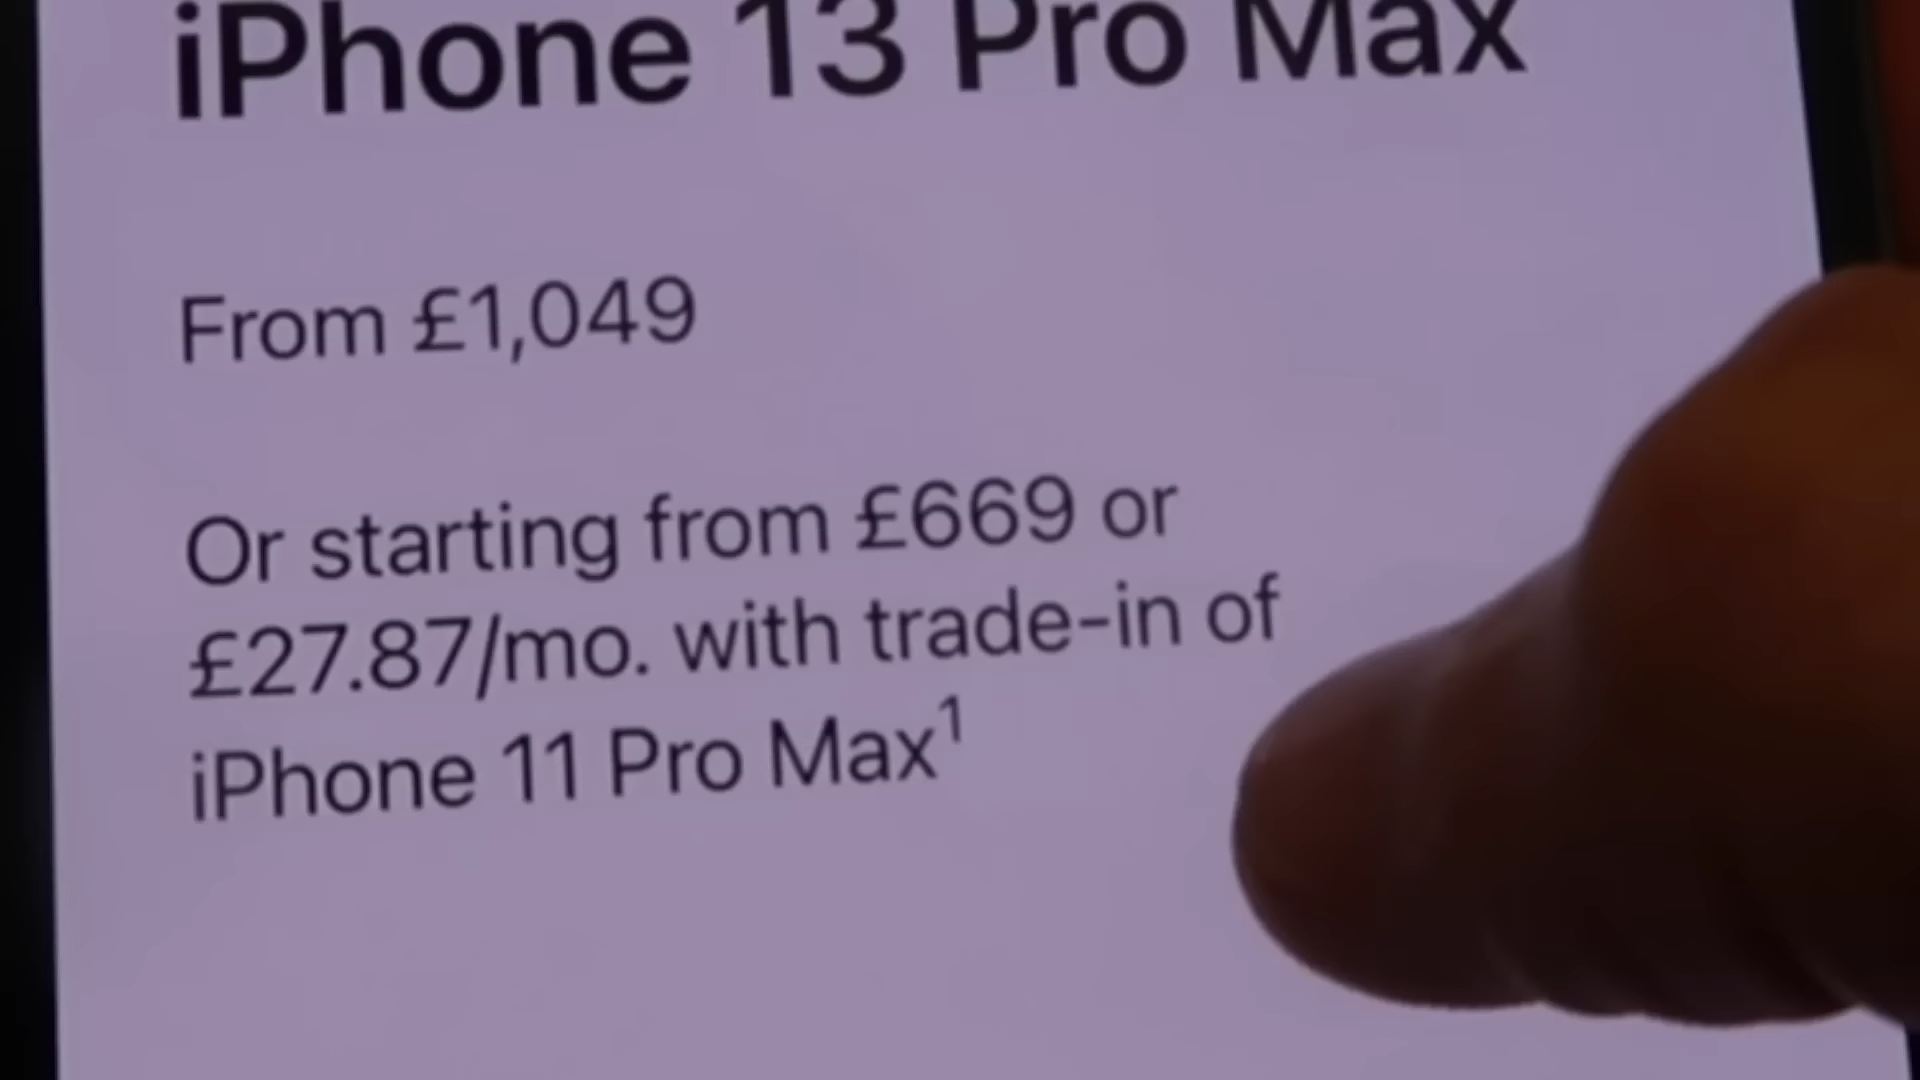 iPhone 13 Pro Max
From £1,049
Or starting from £669 or
£27.87/mo. with trade-in of
iPhone 11 Pro Max¹